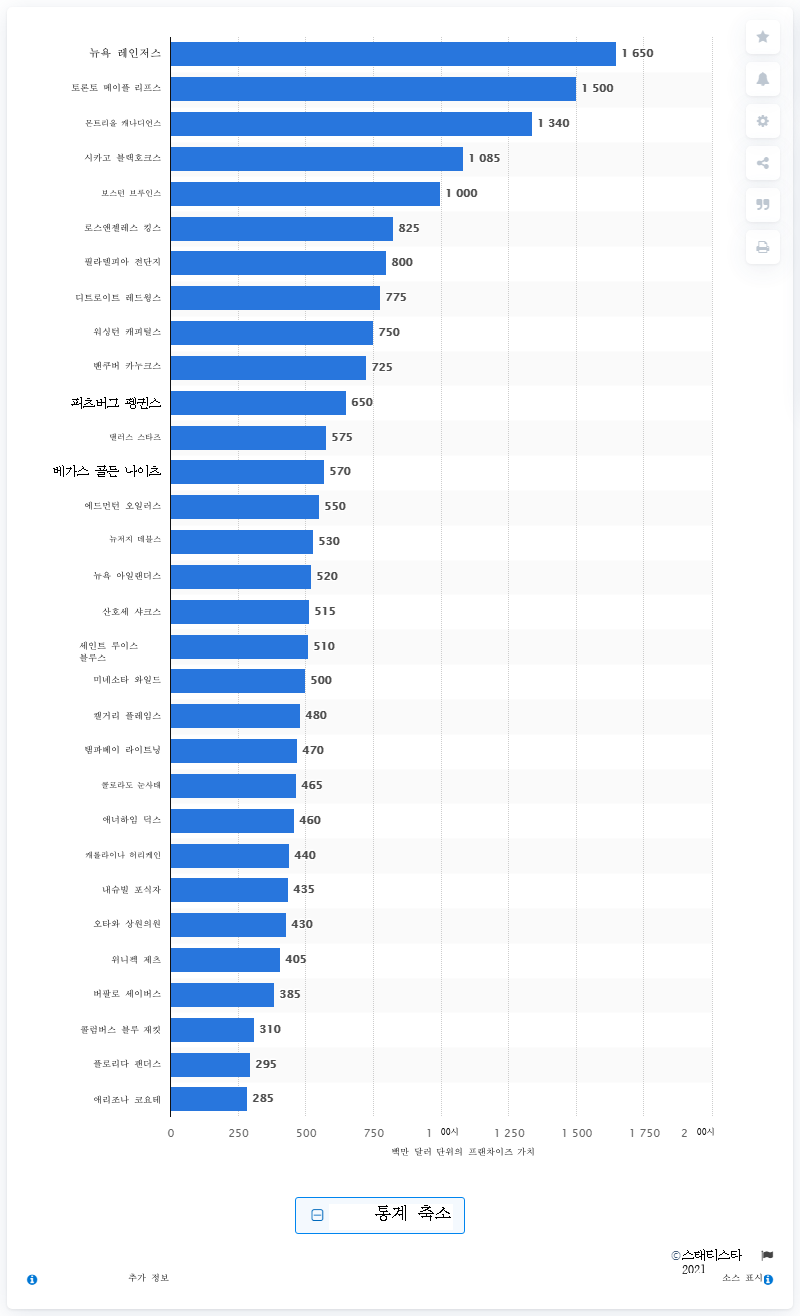 뉴욕 레인저스
1 650
토론토 메이플 리프스
1 500
몬트리올 캐나디언스
1 340
시카고 블랙호크스
1 085
보스턴 브루인스
1 000
로스앤젤레스 킹스
825
필라델피아 전단지
800
디트로이트 레드윙스
775
워싱턴 캐피털스
750
밴쿠버 카누크스
725
피츠버그 펭귄스
650
댈러스 스타즈
575
베가스 골든 나이츠
570
에드먼턴 오일러스
550
뉴저지 데블스
530
뉴욕 아일랜더스
520
산호세 샤크스
515
세인트 루이스
블루스
510
미네소타 와일드
500
캘거리 플레임스
480
탬파베이 라이트닝
470
콜로라도 눈사태
465
애너하임 덕스
460
캐롤라이나 허리케인
440
내슈빌 포식자
435
오타와 상원의원
430
위니펙 제츠
405
버팔로 세이버스
385
콜럼버스 블루 재킷
310
플로리다 팬더스
295
애리조나 코요테
285
0 250 500 750 1 00시 1 250 1 500 1 750 2 00시
백만 달러 단위의 프랜차이즈 가치
통계 축소
©스태티스타
2021
추가 정보 소스 표시